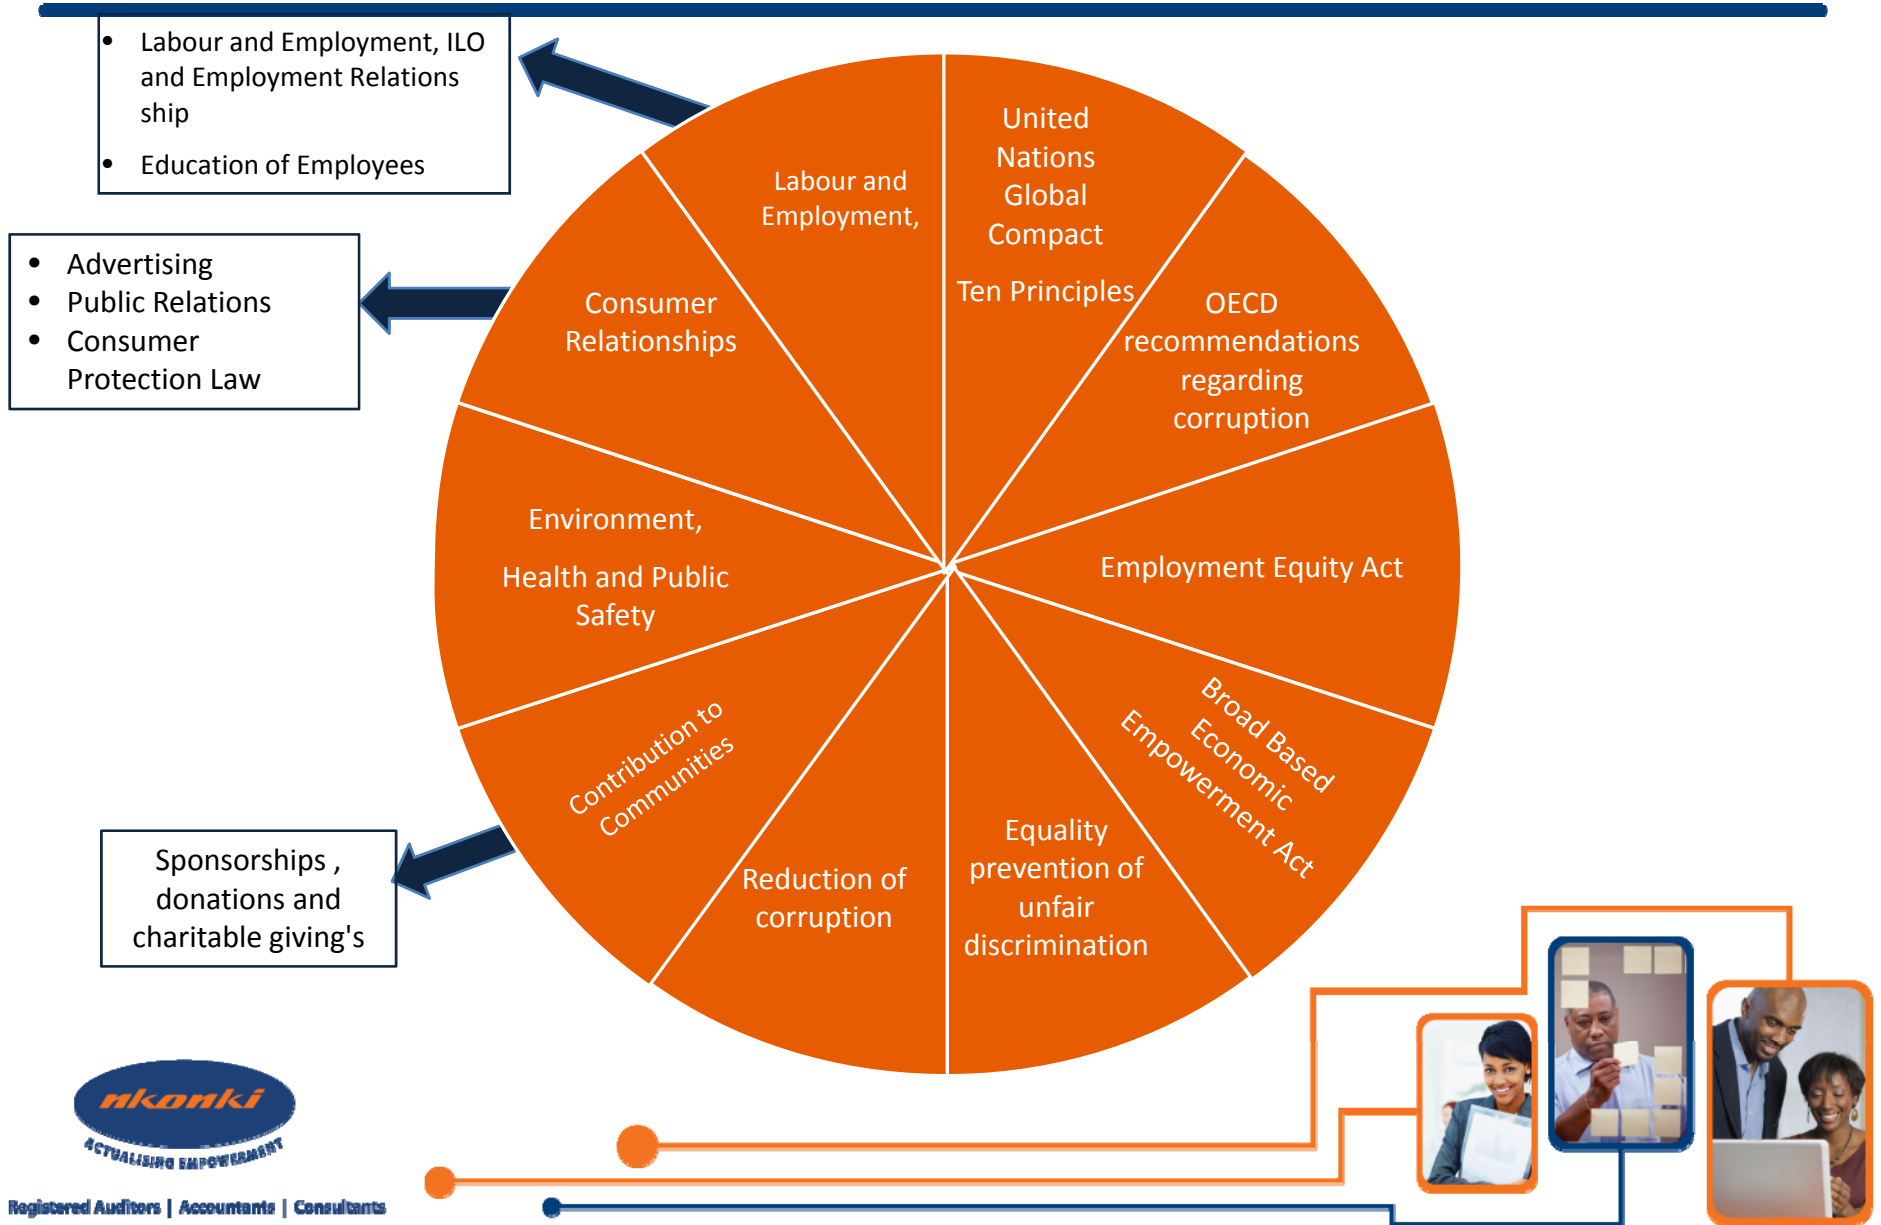 • Labour and Employment, ILO
and Employment Relations
ship
• Education of Employees
• Advertising
• Public Relations
• Consumer
Protection Law
Sponsorships ,
donations and
charitable giving's
United
Nations
Global
Compact
Ten Principles
OECD
recommendations
regarding
corruption
Employment Equity Act
Broad Based
Economic
Empowerment Act
Equality
prevention of
unfair
discrimination
Reduction of
corruption
Contribution to
Communities
Environment,
Health and Public
Safety
Consumer
Relationships
Labour and
Employment,
nkonki
ACTUALISING EMPOWERMENT
Registered Auditors | Accountants | Consultants